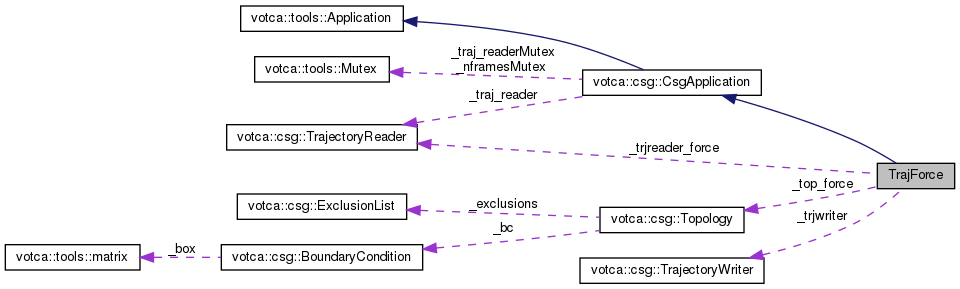 votca::tools::Application
_traj_readerMutex
_nframesMutex
votca::tools::Mutex
votca::csg::CsgApplication
_traj_reader
votca::csg::TrajectoryReader
_trjreader_force
TrajForce
_top_force
votca::csg::ExclusionList
_exclusions
votca::csg::Topology
_trjwriter
_bc
_box
votca::tools::matrix
votca::csg::BoundaryCondition
votca::csg::TrajectoryWriter